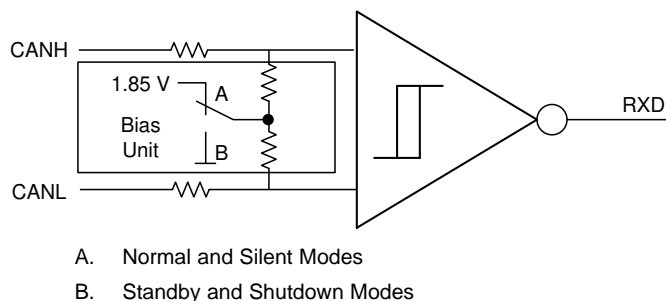 CANH
1.85 V
A
Bias
Unit
B
CANL
RXD
A. Normal and Silent Modes
B. Standby and Shutdown Modes